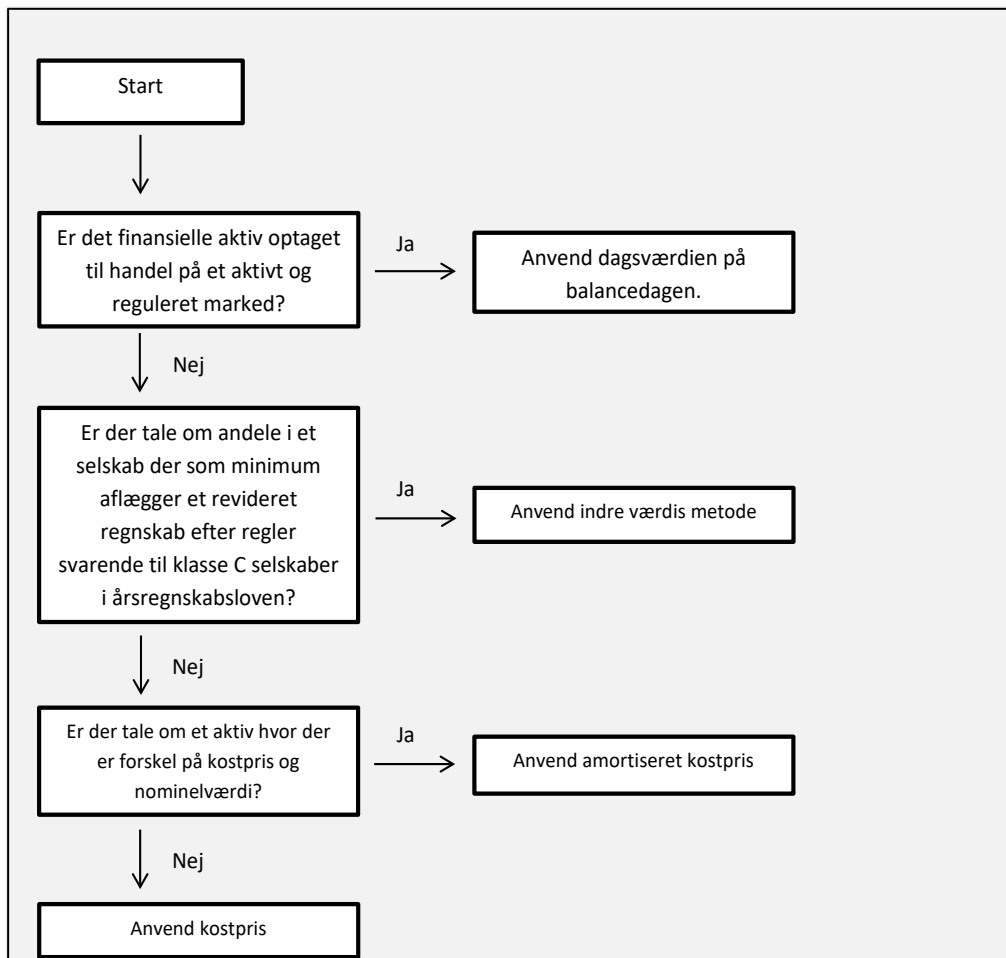 Start
Er det finansielle aktiv optaget
til handel på et aktivt og
reguleret marked?
Ja
Anvend dagsværdien på
balancedagen.
Nej
Er der tale om andele i et
selskab der som minimum
aflægger et revideret
regnskab efter regler
svarende til klasse C selskaber
i årsregnskabsloven?
Ja
Anvend indre værdis metode
Nej
Er der tale om et aktiv hvor der
er forskel på kostpris og
nominelværdi?
Ja
Anvend amortiseret kostpris
Nej
Anvend kostpris